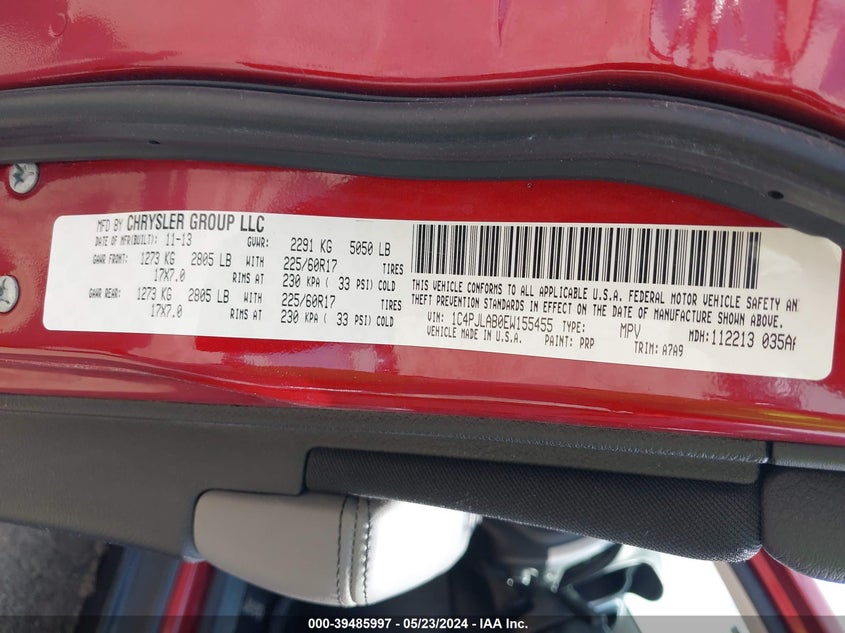 MFD BY CHRYSLER GROUP LLC
DATE OF MFR(BUILT): 11-13 GVWR: 2291 KG 5050 LB
GAWR FRONT: 1273 KG 2805 LB WITH 225/60R17 TIRES
17X7.0 RIMS AT 230 KPA ( 33 PSI) COLD
GAWR REAR: 1273 KG 2805 LB WITH 225/60R17 TIRES
17X7.0 RIMS AT 230 KPA ( 33 PSI) COLD
THIS VEHICLE CONFORMS TO ALL APPLICABLE U.S.A. FEDERAL MOTOR VEHICLE SAFETY AN
THEFT PREVENTION STANDARDS IN EFFECT ON THE DATE OF MANUFACTURE SHOWN ABOVE.
VIN: 1C4PJLAB0EW155455 TYPE: MPV MDH:112213 035A
VEHICLE MADE IN U.S.A. PAINT: PRP TRIM: A7A9
000-39485997 - 05/23/2024 - IAA Inc.